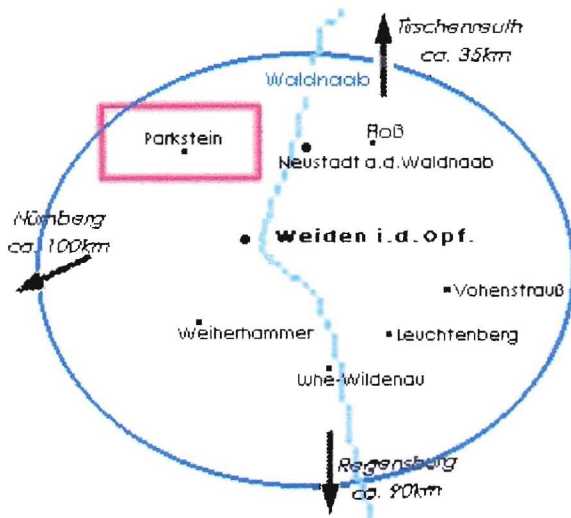 Tirschenreuth
ca. 35km
Waldnaab
Parkstein
Floß
Neustadt a.d.Waldnaab
Nürnberg
ca. 100km
Weiden i.d.Opf.
Vohenstrauß
Weiherhammer
Leuchtenberg
Luhe-Wildenau
Regensburg
ca. 90km